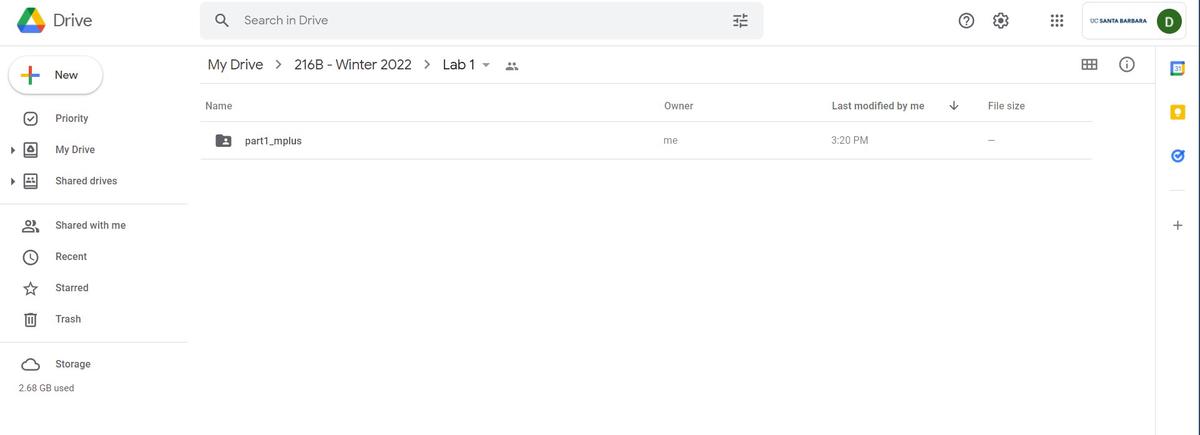 Drive
Search in Drive
UC SANTA BARBARA
D
New
My Drive
216B - Winter 2022
Lab 1
Name
Owner
Last modified by me
File size
part1_mplus
me
3:20 PM
–
Priority
My Drive
Shared drives
Shared with me
Recent
Starred
Trash
Storage
2.68 GB used
31